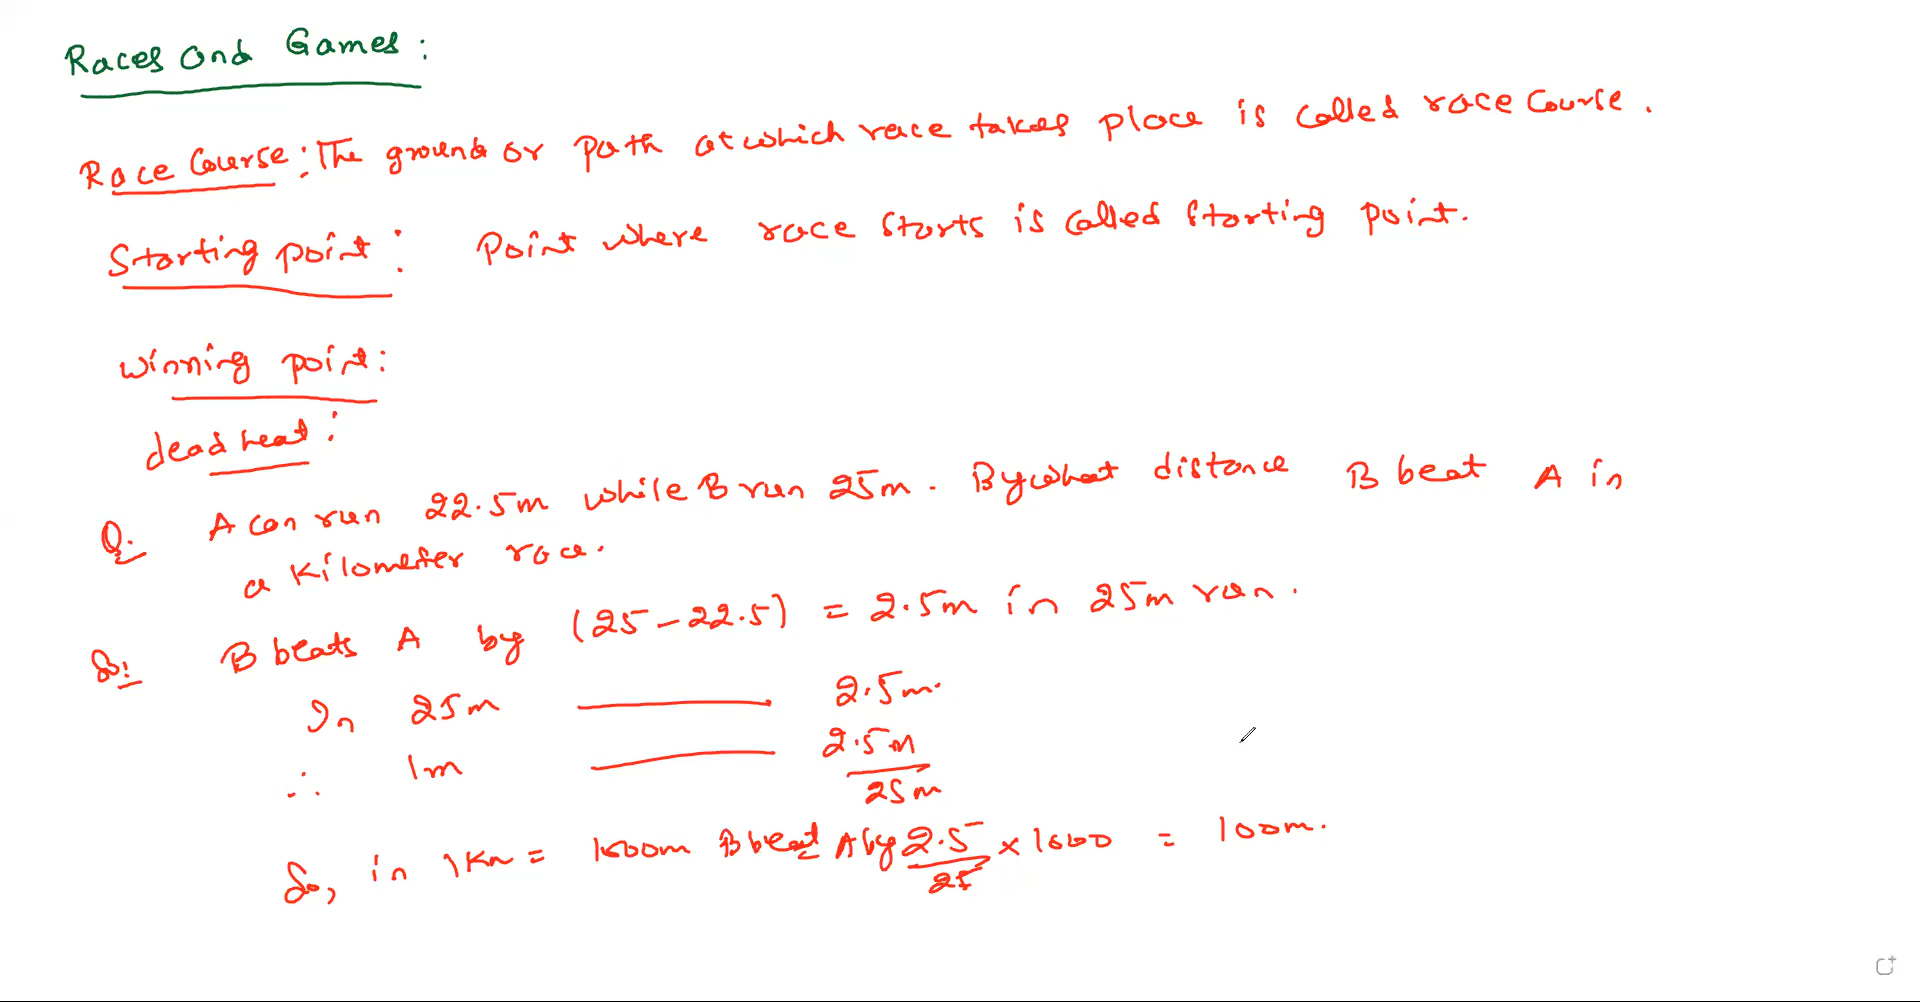 Races and Games:
Race Course: The ground or path at which race takes place is called race course.
Starting point: Point where race starts is called starting point.
Winning point:
dead heat:
Q. A can run 22.5m while B run 25m. By what distance B beat A in
a Kilometer race.
So: B beats A by (25-22.5) = 2.5m in 25m run.
In 25m — 2.5m.
∴ 1m — 2.5m/25m
So, in 1Km = 1000m B beat A by 2.5/25 × 1000 = 100m.